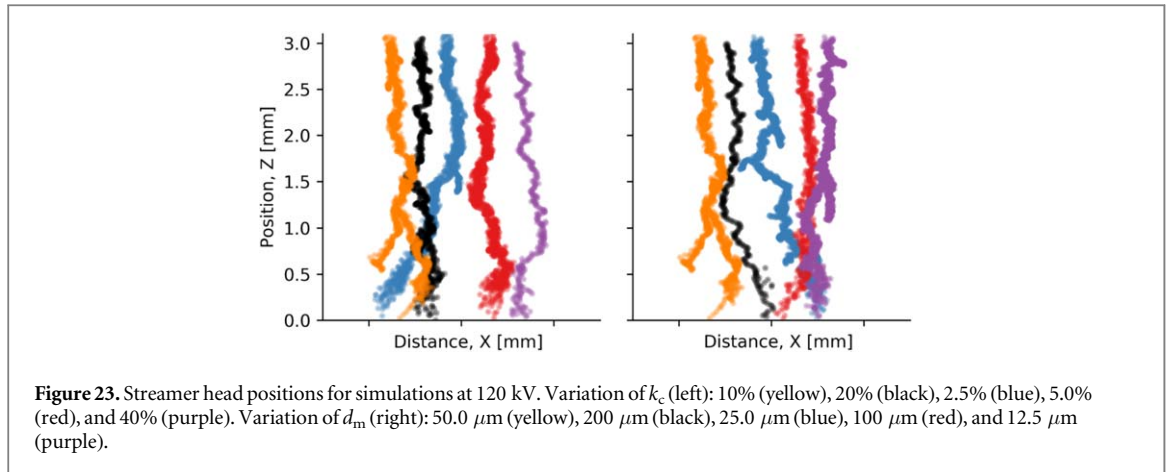 3.0
2.5
2.0
1.5
1.0
0.5
0.0
Position, Z [mm]
Distance, X [mm]
Distance, X [mm]
Figure 23. Streamer head positions for simulations at 120 kV. Variation of kc (left): 10% (yellow), 20% (black), 2.5% (blue), 5.0%
(red), and 40% (purple). Variation of dm (right): 50.0 μm (yellow), 200 μm (black), 25.0 μm (blue), 100 μm (red), and 12.5 μm
(purple).